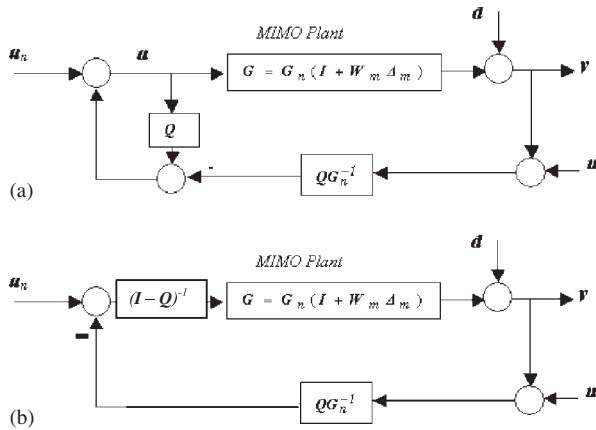 MIMO Plant
d
u_n
u
G = G_n ( I + W_m Δ_m )
y
Q
-
QG_n^{-1}
n
(a)
MIMO Plant
d
u_n
(I – Q)^{-1}
G = G_n ( I + W_m Δ_m )
y
–
QG_n^{-1}
n
(b)